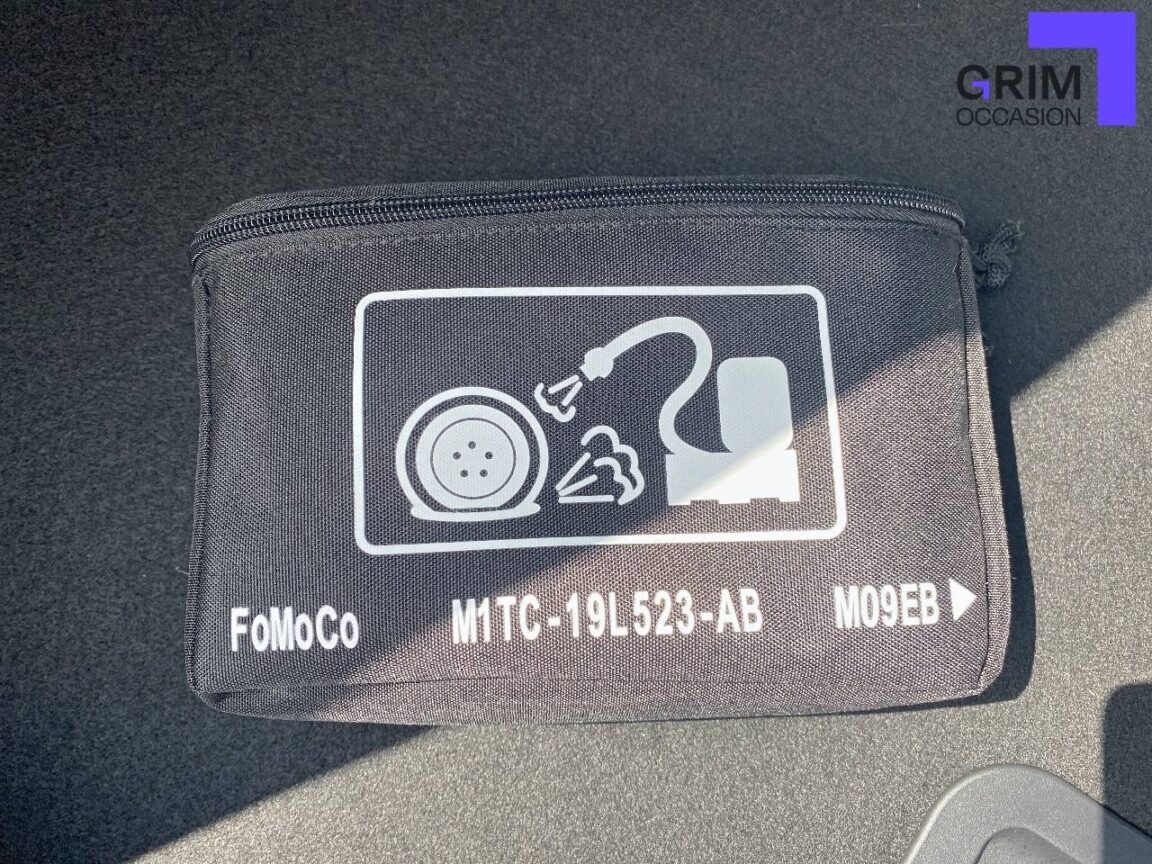 GRIM
OCCASION
FoMoCo M1TC-19L523-AB M09EB